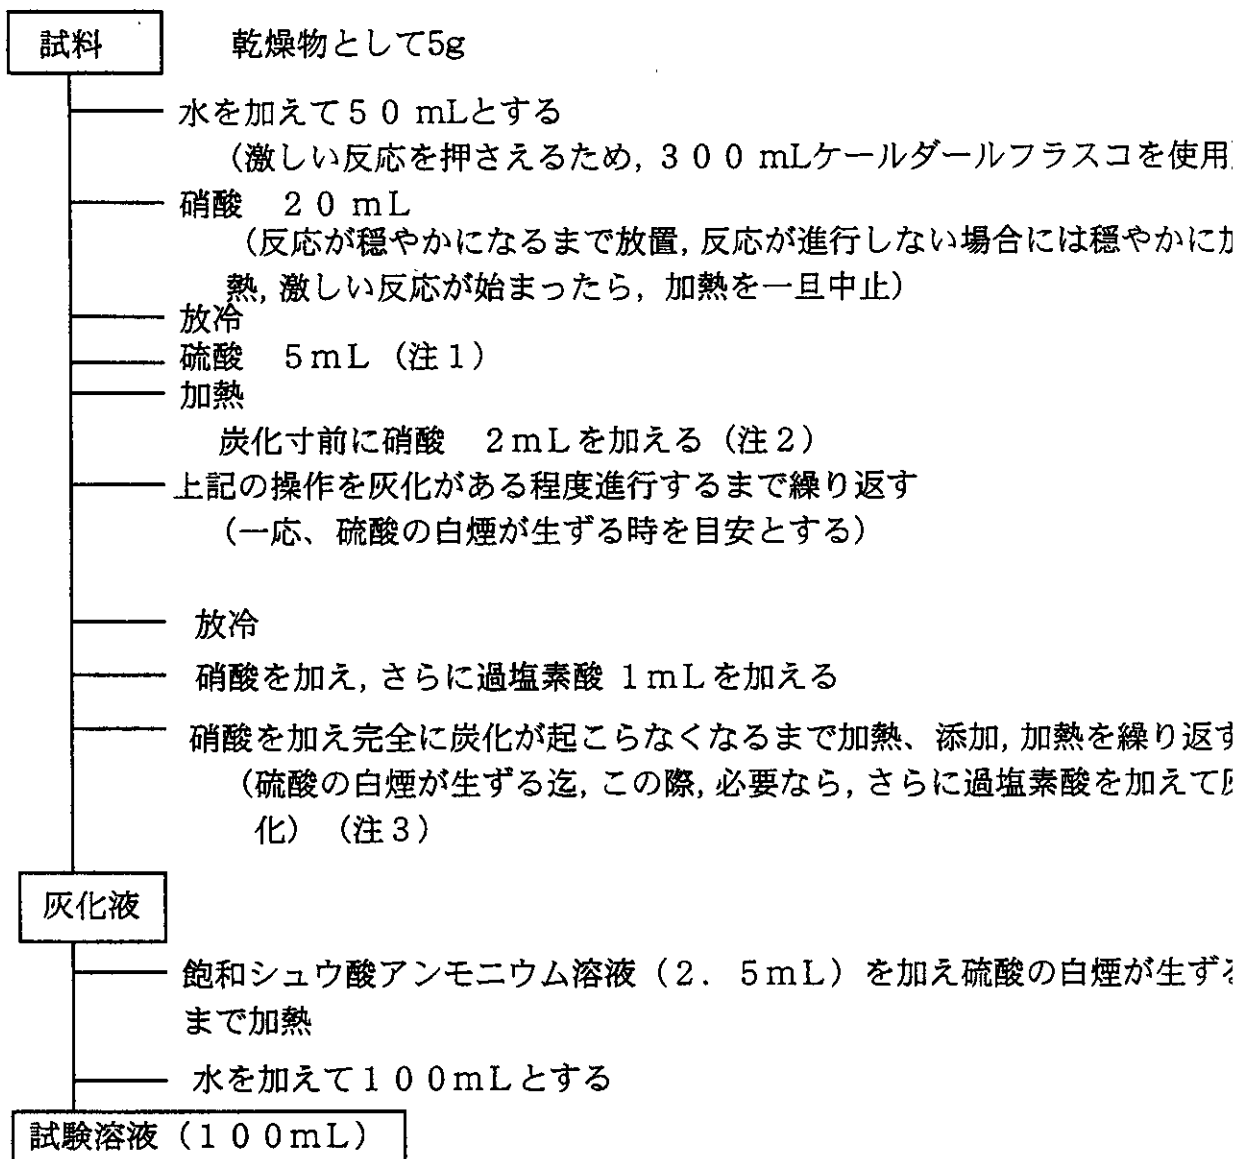 試料 乾燥物として5g
水を加えて５０ mLとする
(激しい反応を押さえるため, ３００ mLケールダールフラスコを使用
硝酸 ２０ mL
(反応が穏やかになるまで放置, 反応が進行しない場合には穏やかに加
熱, 激しい反応が始まったら, 加熱を一旦中止)
放冷
硫酸 ５mL (注１)
加熱
炭化寸前に硝酸 ２mLを加える (注２)
上記の操作を灰化がある程度進行するまで繰り返す
(一応、硫酸の白煙が生ずる時を目安とする)
放冷
硝酸を加え, さらに過塩素酸 １mLを加える
硝酸を加え完全に炭化が起こらなくなるまで加熱、添加, 加熱を繰り返す
(硫酸の白煙が生ずる迄, この際, 必要なら, さらに過塩素酸を加えて灰
化) (注３)
灰化液
飽和シュウ酸アンモニウム溶液 (２．５mL) を加え硫酸の白煙が生ずる
まで加熱
水を加えて１００mLとする
試験溶液 (１００mL)